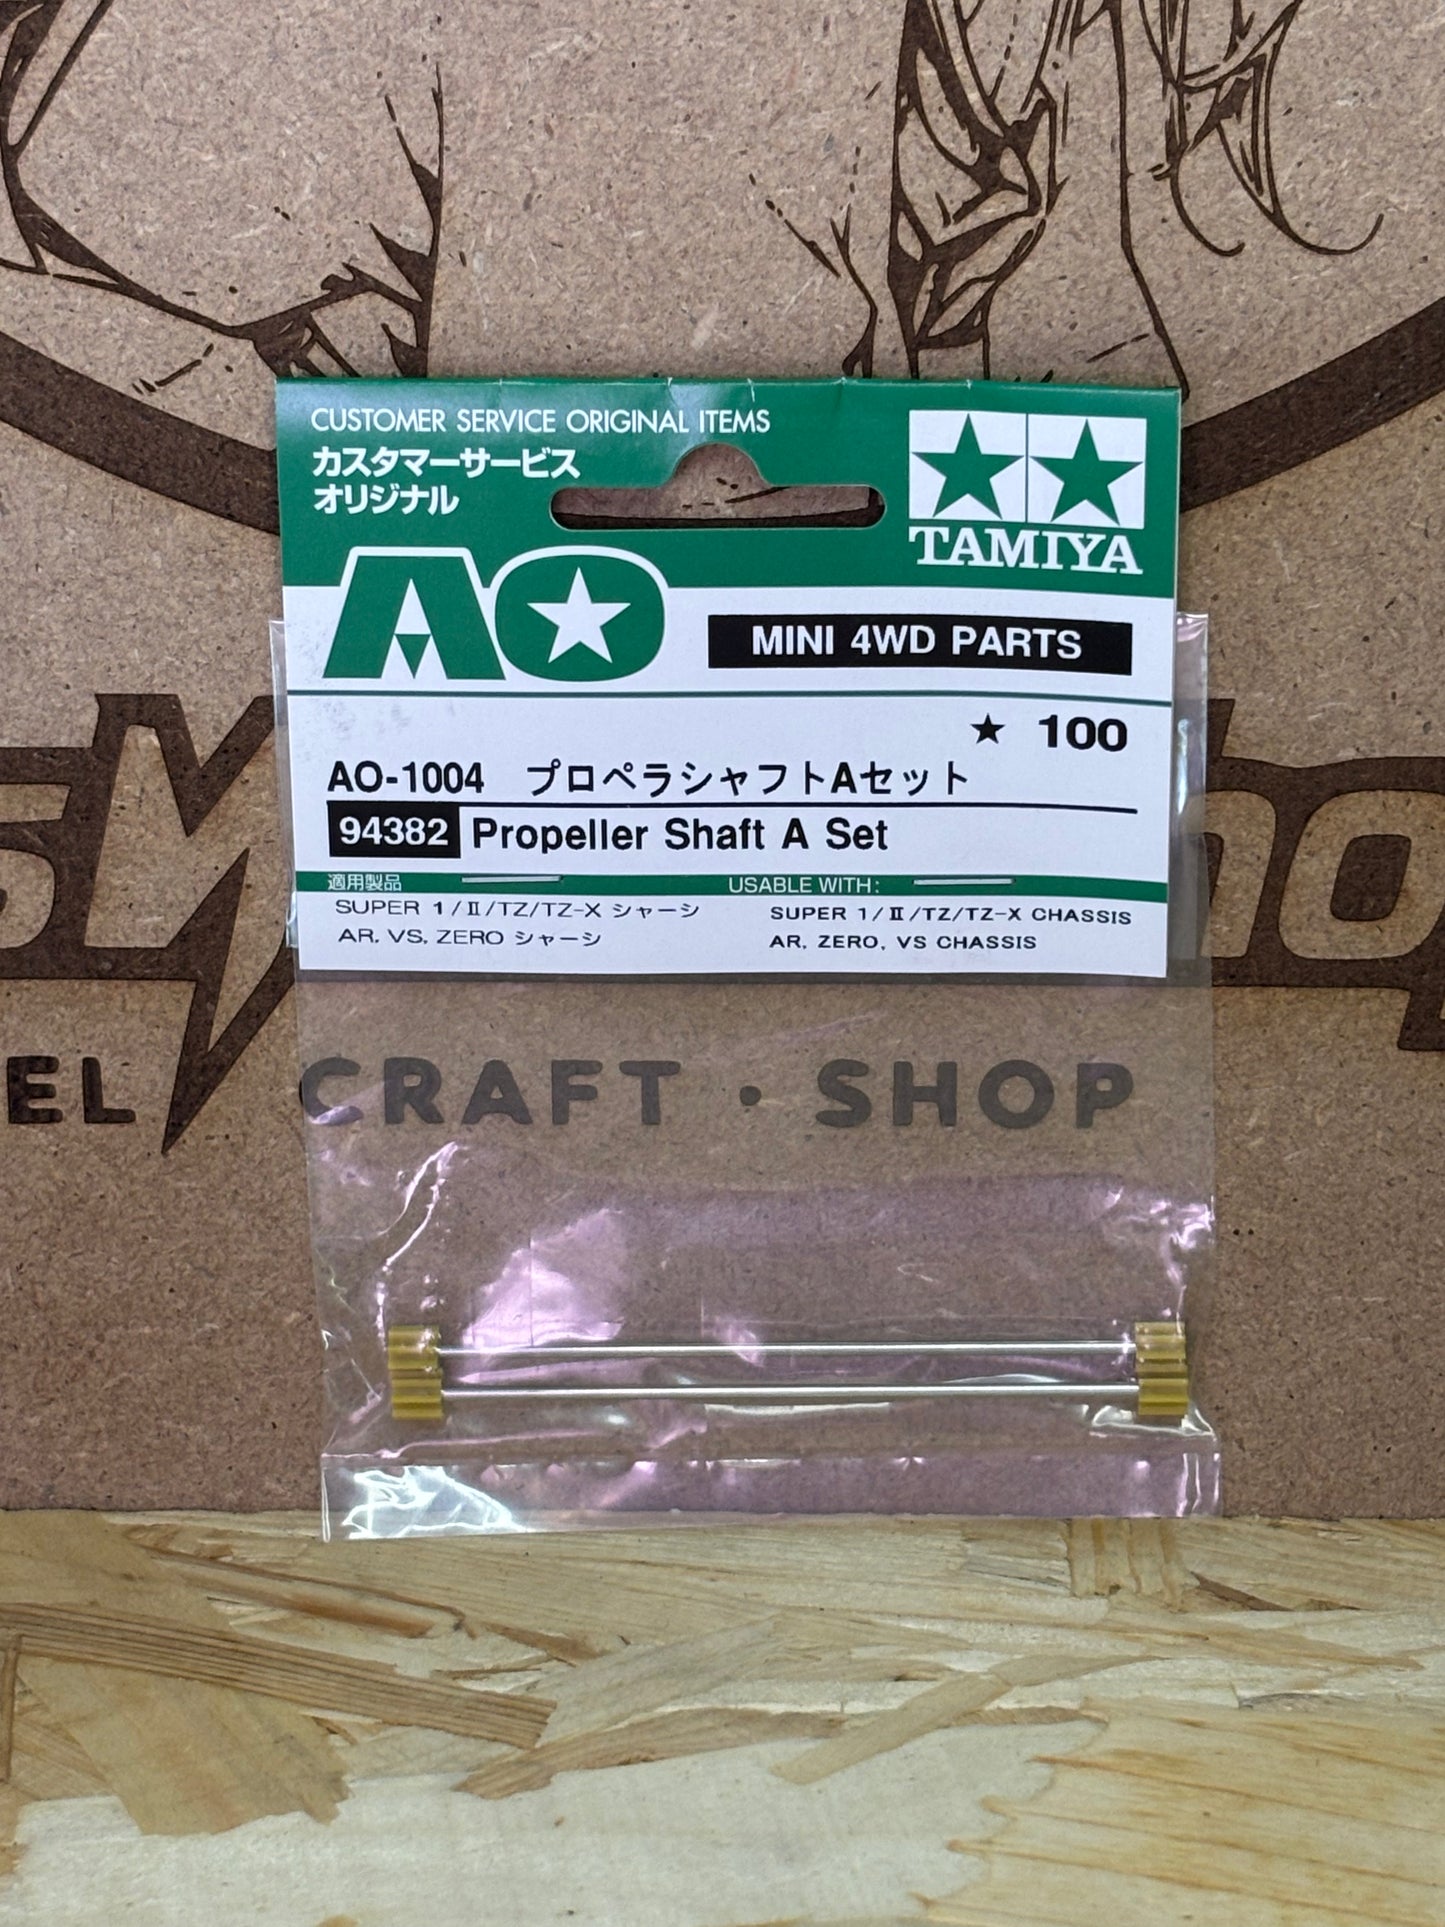 CUSTOMER SERVICE ORIGINAL ITEMS
カスタマーサービス
オリジナル
TAMIYA
AO
MINI 4WD PARTS
★ 100
AO-1004 プロペラシャフトAセット
94382 Propeller Shaft A Set
適用製品
SUPER 1/Ⅱ/TZ/TZ-X シャーシ
AR, VS, ZERO シャーシ
USABLE WITH:
SUPER 1/Ⅱ/TZ/TZ-X CHASSIS
AR, ZERO, VS CHASSIS
EL CRAFT · SHOP